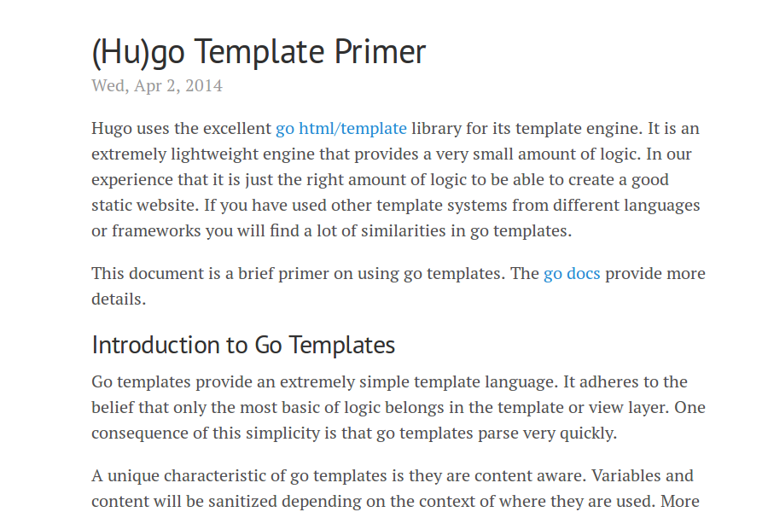 (Hu)go Template Primer
Wed, Apr 2, 2014
Hugo uses the excellent go html/template library for its template engine. It is an
extremely lightweight engine that provides a very small amount of logic. In our
experience that it is just the right amount of logic to be able to create a good
static website. If you have used other template systems from different languages
or frameworks you will find a lot of similarities in go templates.
This document is a brief primer on using go templates. The go docs provide more
details.
Introduction to Go Templates
Go templates provide an extremely simple template language. It adheres to the
belief that only the most basic of logic belongs in the template or view layer. One
consequence of this simplicity is that go templates parse very quickly.
A unique characteristic of go templates is they are content aware. Variables and
content will be sanitized depending on the context of where they are used. More